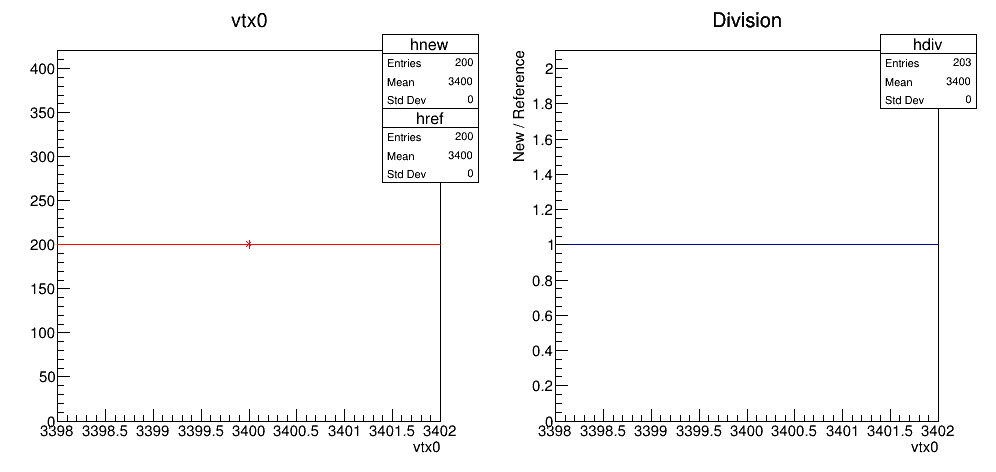 vtx0
hnew
Entries 200
Mean 3400
Std Dev 0
href
Entries 200
Mean 3400
Std Dev 0
400
350
300
250
200
150
100
50
0
3398 3398.5 3399 3399.5 3400 3400.5 3401 3401.5 3402
vtx0
Division
hdiv
Entries 203
Mean 3400
Std Dev 0
New / Reference
2
1.8
1.6
1.4
1.2
1
0.8
0.6
0.4
0.2
0
3398 3398.5 3399 3399.5 3400 3400.5 3401 3401.5 3402
vtx0